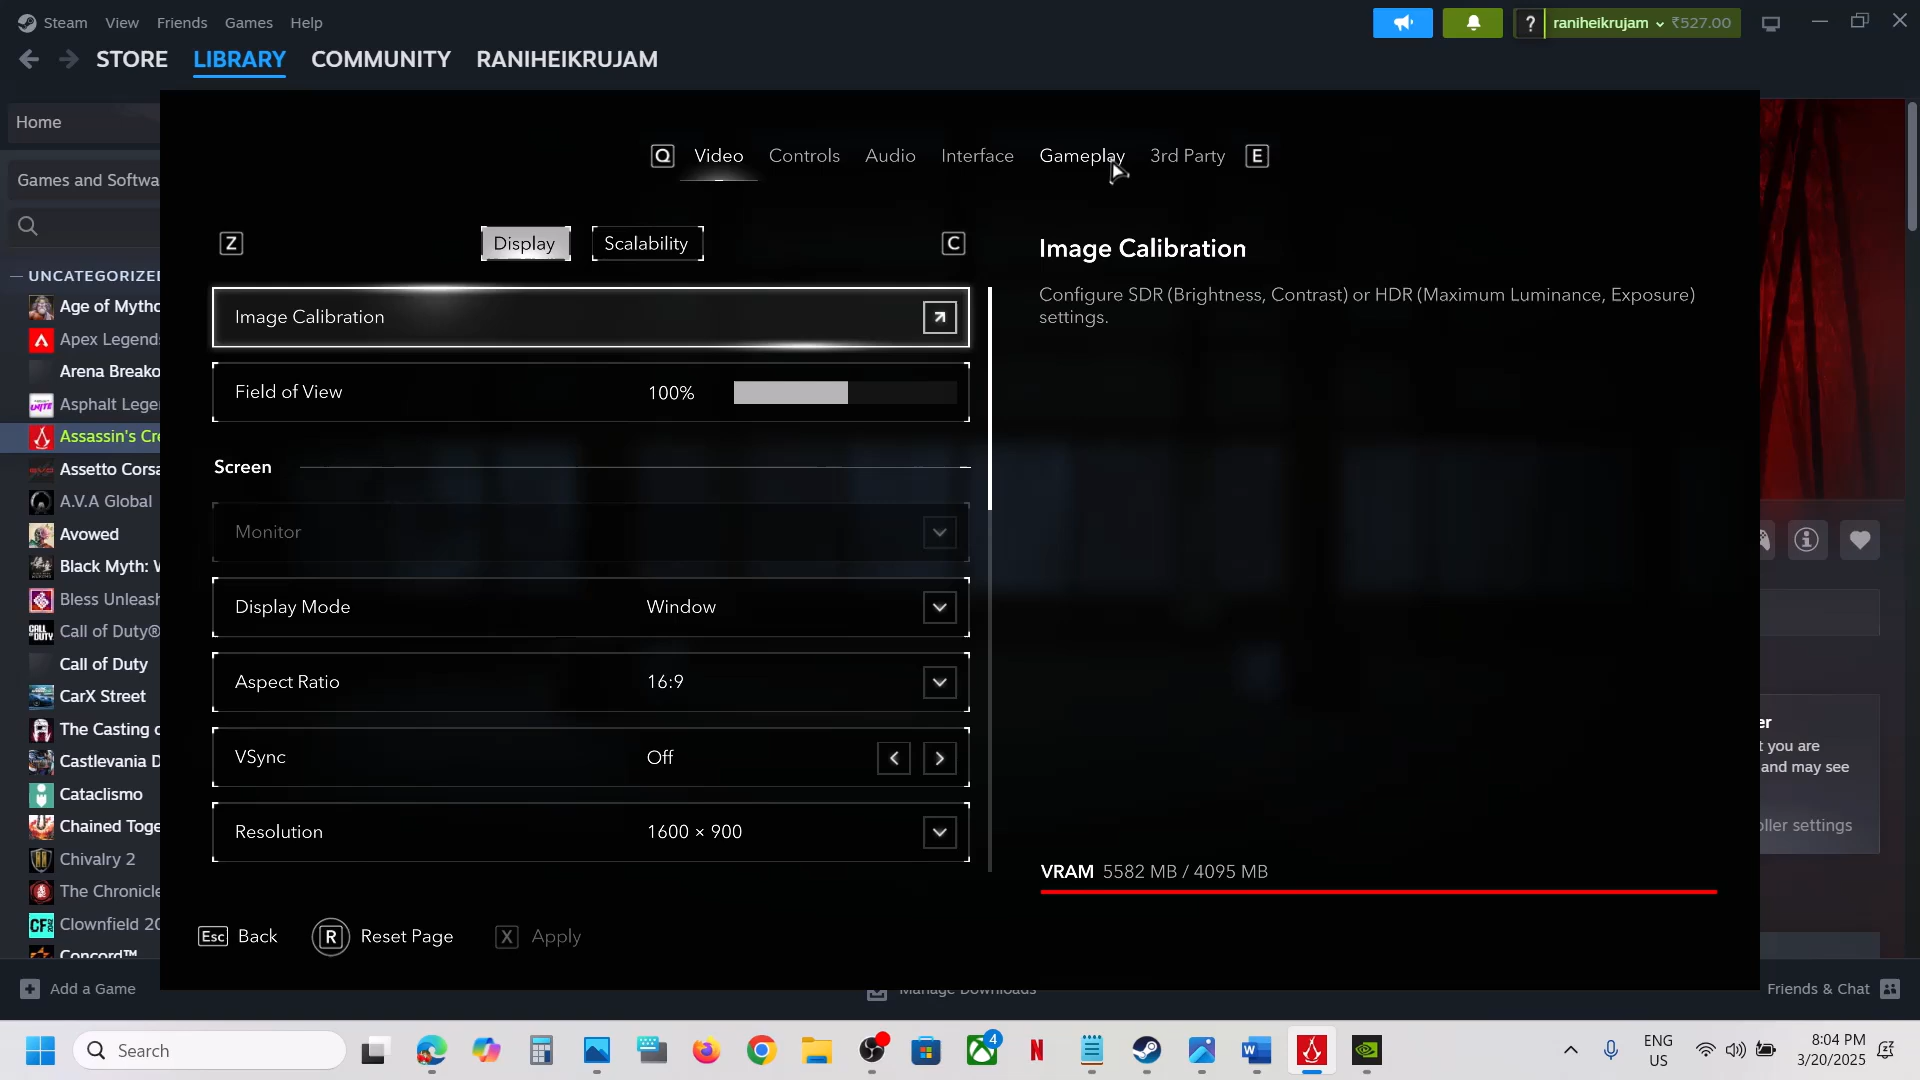 Steam View Friends Games Help
? raniheikrujam ₹527.00
STORE LIBRARY COMMUNITY RANIHEIKRUJAM
Home
Games and Softwa
UNCATEGORIZED
Age of Mytho
Apex Legend
Arena Breako
Asphalt Lege
Assassin's Cre
Assetto Corsa
A.V.A Global
Avowed
Black Myth: W
Bless Unleash
Call of Duty®
Call of Duty
CarX Street
The Casting o
Castlevania D
Cataclismo
Chained Toge
Chivalry 2
The Chronicle
Clownfield 20
Concord™
Add a Game
Q Video Controls Audio Interface Gameplay 3rd Party E
Z Display Scalability C
Image Calibration
Field of View 100%
Screen
Monitor
Display Mode Window
Aspect Ratio 16:9
VSync Off
Resolution 1600 × 900
Esc Back R Reset Page X Apply
Image Calibration
Configure SDR (Brightness, Contrast) or HDR (Maximum Luminance, Exposure)
settings.
VRAM 5582 MB / 4095 MB
er
t you are
and may see
oller settings
Manage Downloads
Friends & Chat
Search
4
ENG
US
8:04 PM
3/20/2025